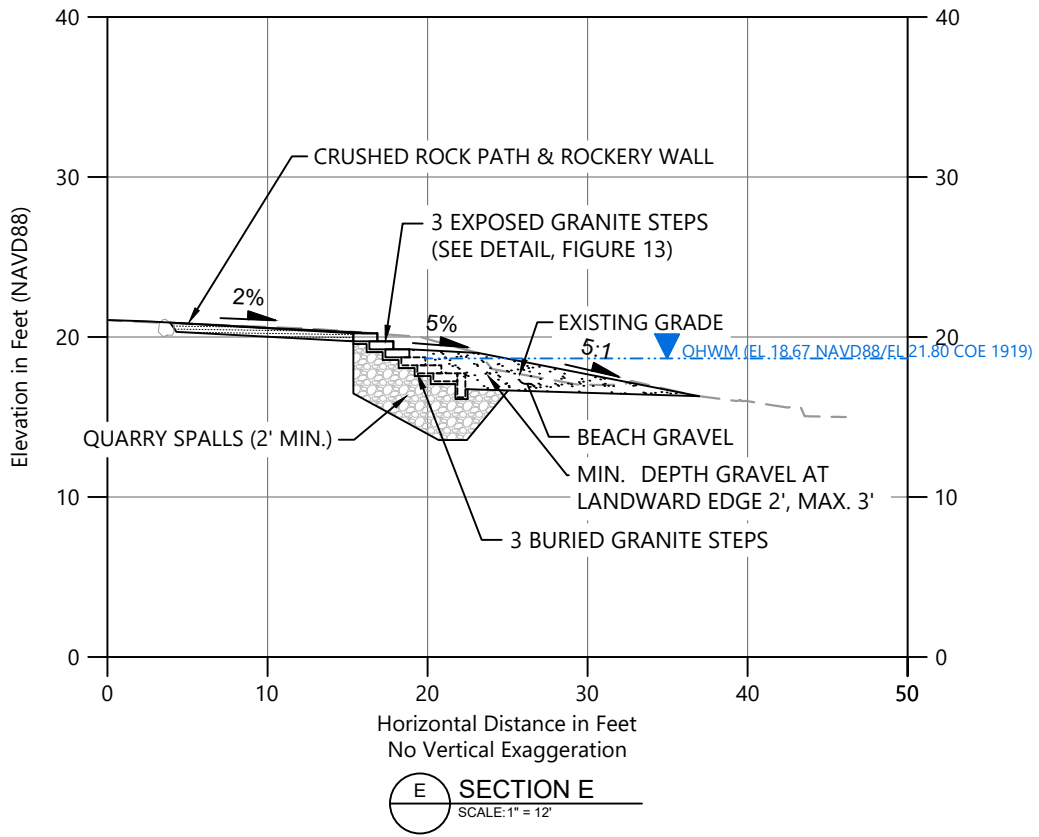 40
40
CRUSHED ROCK PATH & ROCKERY WALL
30
30
3 EXPOSED GRANITE STEPS
(SEE DETAIL, FIGURE 13)
2%
5%
EXISTING GRADE
20
20
5:1
OHWM (EL 18.67 NAVD88/EL 21.80 COE 1919)
QUARRY SPALLS (2' MIN.)
BEACH GRAVEL
MIN. DEPTH GRAVEL AT
LANDWARD EDGE 2', MAX. 3'
10
10
3 BURIED GRANITE STEPS
0
0
Elevation in Feet (NAVD88)
0
10
20
30
40
50
Horizontal Distance in Feet
No Vertical Exaggeration
E
SECTION E
SCALE: 1" = 12'